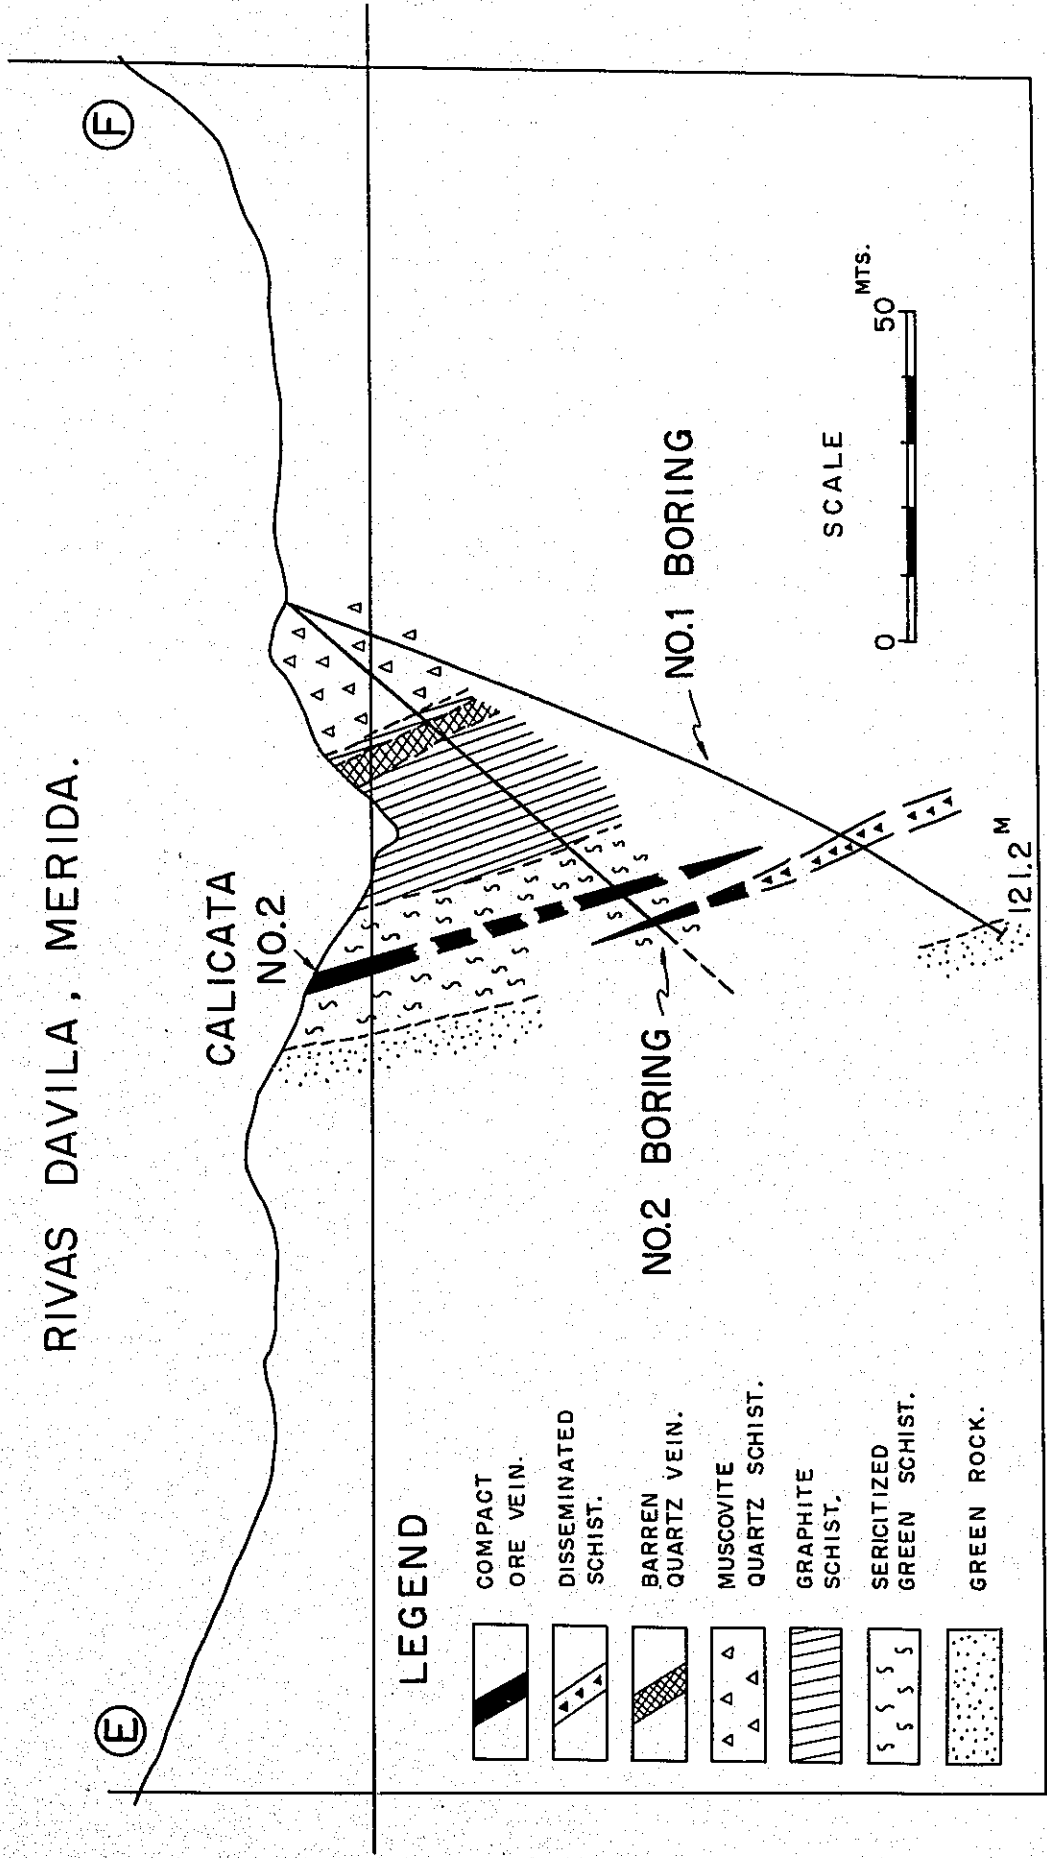 RIVAS DAVILA, MERIDA.
E
F
CALICATA
NO.2
NO.2 BORING
NO.1 BORING
121.2 M
SCALE
0 50 MTS.
LEGEND
COMPACT
ORE VEIN.
DISSEMINATED
SCHIST.
BARREN
QUARTZ VEIN.
MUSCOVITE
QUARTZ SCHIST.
GRAPHITE
SCHIST.
SERICITIZED
GREEN SCHIST.
GREEN ROCK.